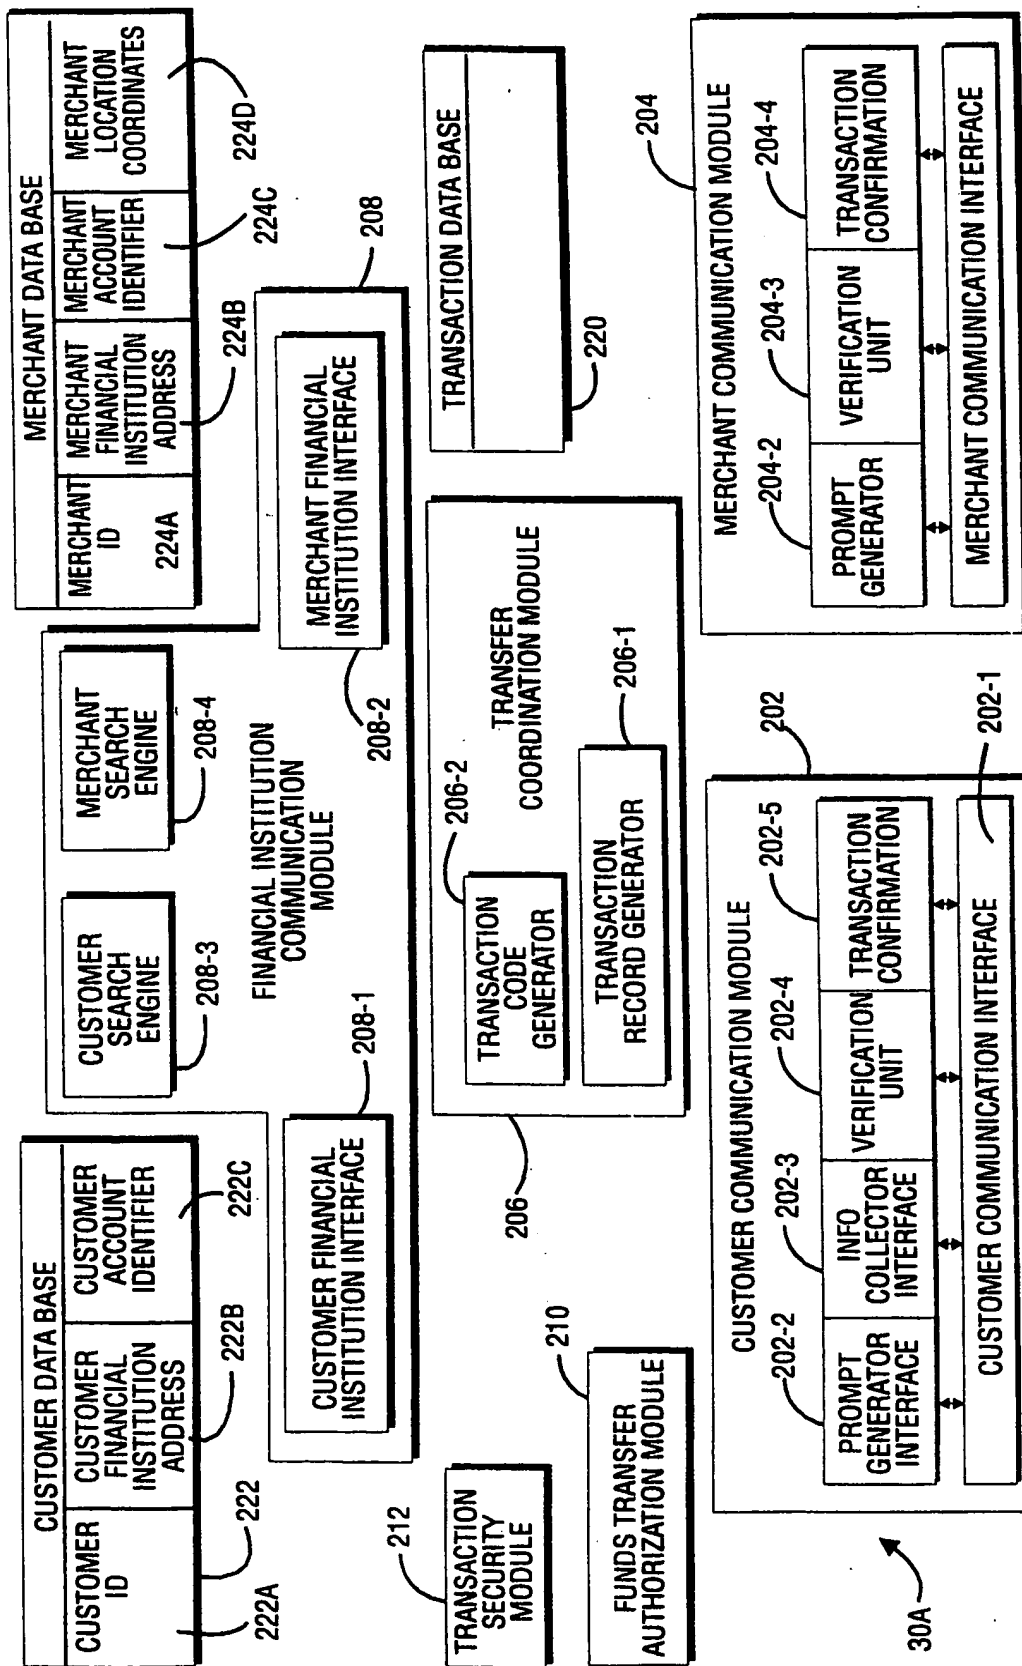 CUSTOMER DATA BASE
CUSTOMER
ID
CUSTOMER
FINANCIAL
INSTITUTION
ADDRESS
CUSTOMER
ACCOUNT
IDENTIFIER
222A
222
222B
222C
CUSTOMER
SEARCH
ENGINE
208-3
MERCHANT
SEARCH
ENGINE
208-4
MERCHANT DATA BASE
MERCHANT
ID
224A
MERCHANT
FINANCIAL
INSTITUTION
ADDRESS
MERCHANT
ACCOUNT
IDENTIFIER
MERCHANT
LOCATION
COORDINATES
224B
224C
224D
FINANCIAL INSTITUTION
COMMUNICATION
MODULE
208
CUSTOMER FINANCIAL
INSTITUTION INTERFACE
208-1
MERCHANT FINANCIAL
INSTITUTION INTERFACE
208-2
212
TRANSACTION
SECURITY
MODULE
206-2
TRANSACTION
CODE
GENERATOR
TRANSFER
COORDINATION MODULE
206-1
TRANSACTION
RECORD GENERATOR
206
TRANSACTION DATA BASE
220
210
FUNDS TRANSFER
AUTHORIZATION MODULE
202
CUSTOMER COMMUNICATION MODULE
202-2
202-3
202-4
202-5
PROMPT
GENERATOR
INTERFACE
INFO
COLLECTOR
INTERFACE
VERIFICATION
UNIT
TRANSACTION
CONFIRMATION
CUSTOMER COMMUNICATION INTERFACE
202-1
204
MERCHANT COMMUNICATION MODULE
204-2
204-3
204-4
PROMPT
GENERATOR
VERIFICATION
UNIT
TRANSACTION
CONFIRMATION
MERCHANT COMMUNICATION INTERFACE
30A